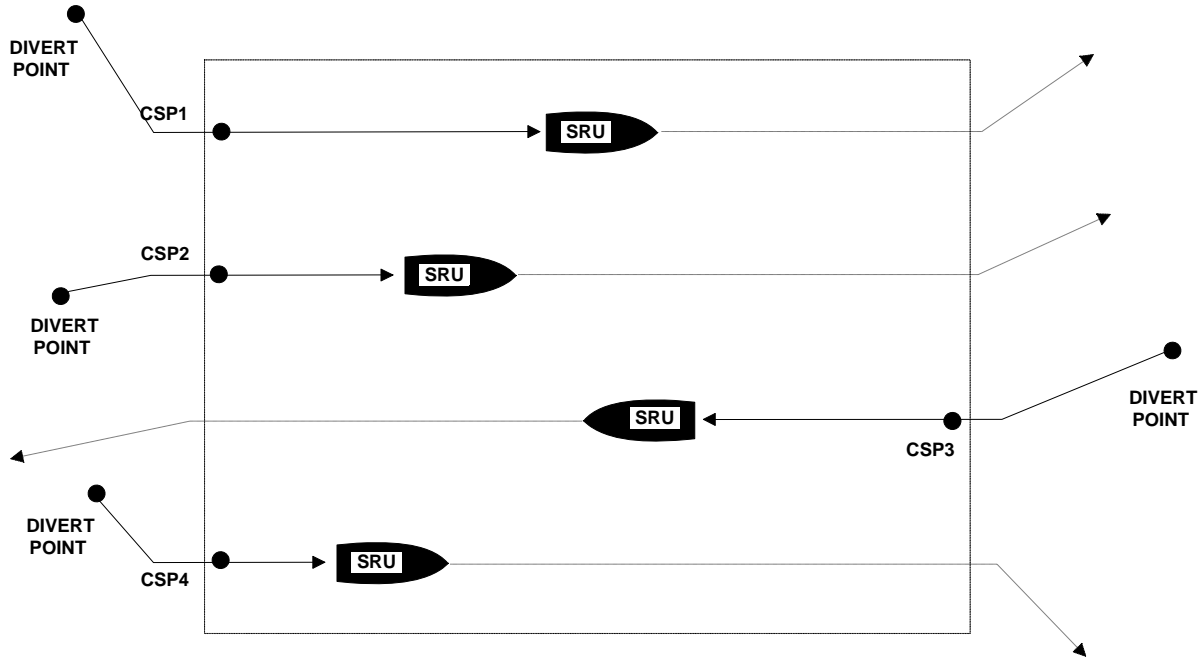 DIVERT
POINT
CSP1
SRU
CSP2
SRU
DIVERT
POINT
SRU
CSP3
DIVERT
POINT
DIVERT
POINT
CSP4
SRU